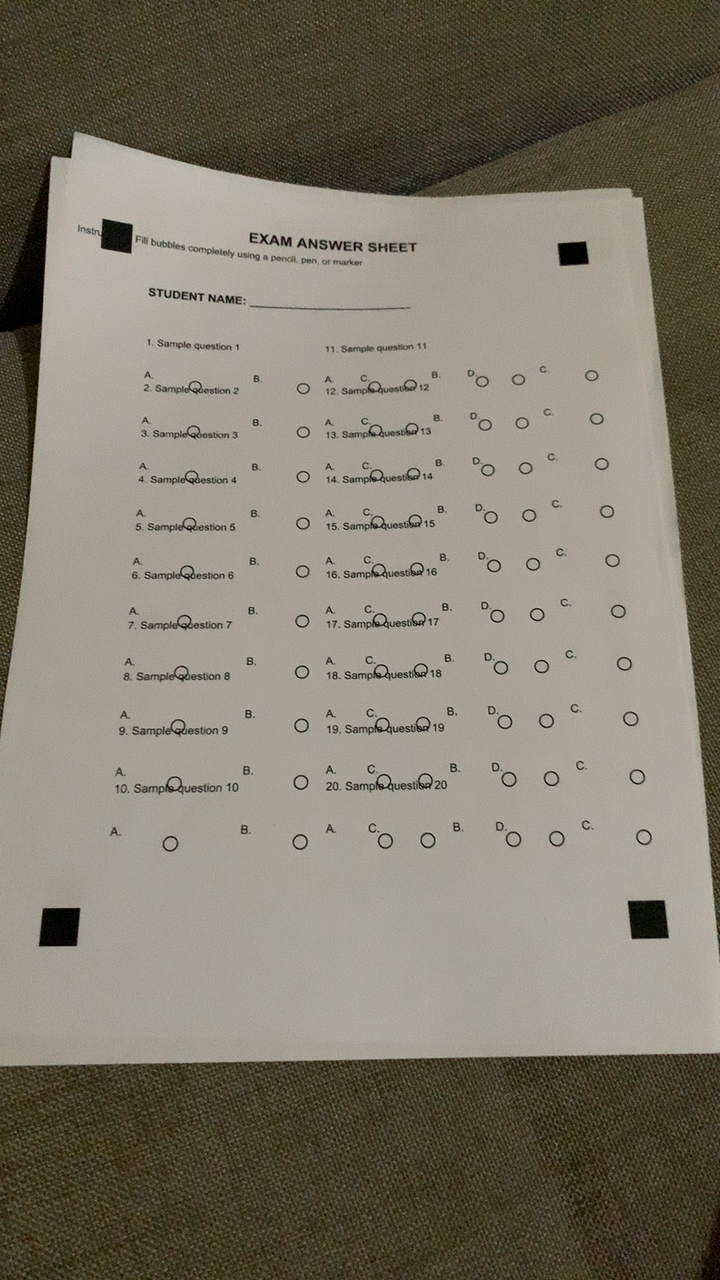 EXAM ANSWER SHEET
Instru Fill bubbles completely using a pencil, pen, or marker
STUDENT NAME:
1. Sample question 1 11. Sample question 11
A. B. A. C. B. D. C.
2. Sample question 2 12. Sample question 12
A. B. A. C. B. D. C.
3. Sample question 3 13. Sample question 13
A. B. A. C. B. D. C.
4. Sample question 4 14. Sample question 14
A. B. A. C. B. D. C.
5. Sample question 5 15. Sample question 15
A. B. A. C. B. D. C.
6. Sample question 6 16. Sample question 16
A. B. A. C. B. D. C.
7. Sample question 7 17. Sample question 17
A. B. A. C. B. D. C.
8. Sample question 8 18. Sample question 18
A. B. A. C. B. D. C.
9. Sample question 9 19. Sample question 19
A. B. A. C. B. D. C.
10. Sample question 10 20. Sample question 20
A. B. A. C. B. D. C.